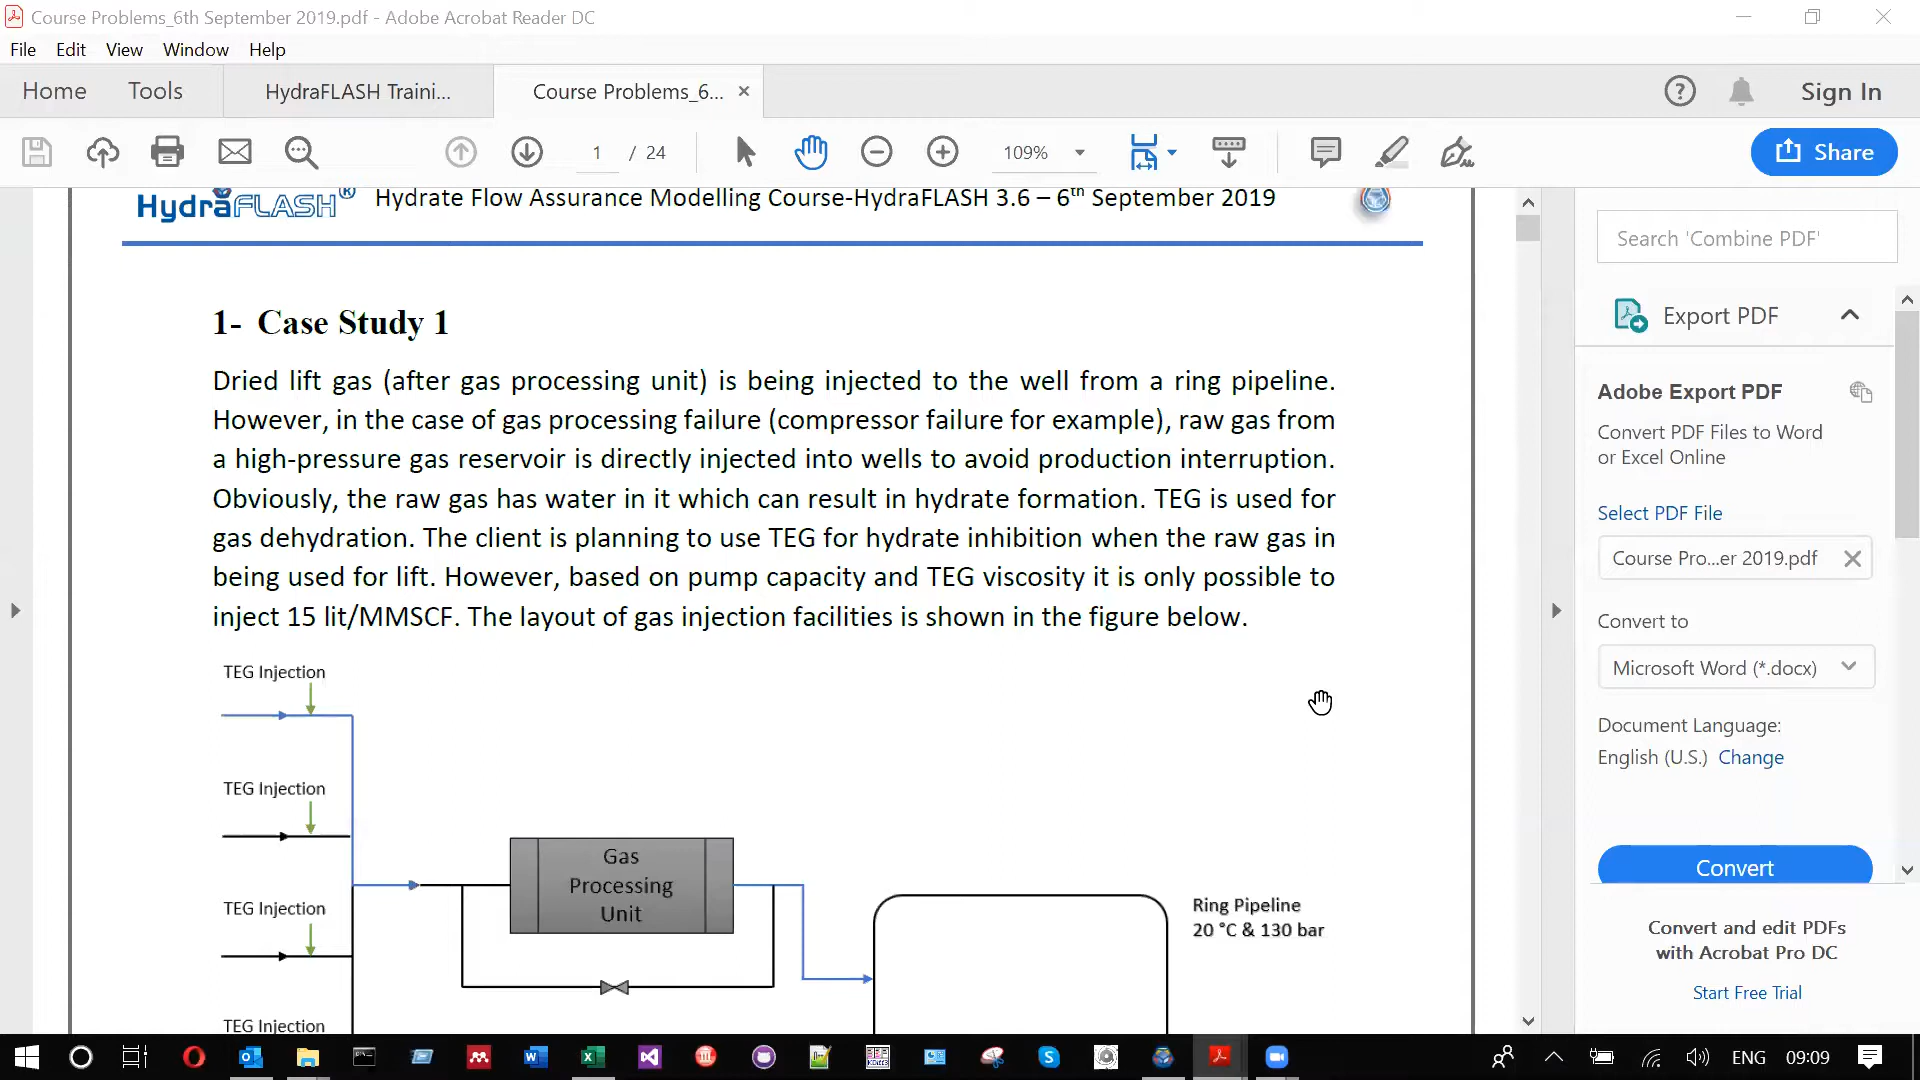 Course Problems_6th September 2019.pdf - Adobe Acrobat Reader DC
File Edit View Window Help
Home Tools HydraFLASH Traini... Course Problems_6... Sign In
1 / 24 109% Share
HydraFLASH® Hydrate Flow Assurance Modelling Course-HydraFLASH 3.6 – 6th September 2019
1- Case Study 1
Dried lift gas (after gas processing unit) is being injected to the well from a ring pipeline.
However, in the case of gas processing failure (compressor failure for example), raw gas from
a high-pressure gas reservoir is directly injected into wells to avoid production interruption.
Obviously, the raw gas has water in it which can result in hydrate formation. TEG is used for
gas dehydration. The client is planning to use TEG for hydrate inhibition when the raw gas in
being used for lift. However, based on pump capacity and TEG viscosity it is only possible to
inject 15 lit/MMSCF. The layout of gas injection facilities is shown in the figure below.
TEG Injection
TEG Injection
TEG Injection
TEG Injection
Gas
Processing
Unit
Ring Pipeline
20 °C & 130 bar
Search 'Combine PDF'
Export PDF
Adobe Export PDF
Convert PDF Files to Word
or Excel Online
Select PDF File
Course Pro...er 2019.pdf
Convert to
Microsoft Word (*.docx)
Document Language:
English (U.S.) Change
Convert
Convert and edit PDFs
with Acrobat Pro DC
Start Free Trial
ENG 09:09